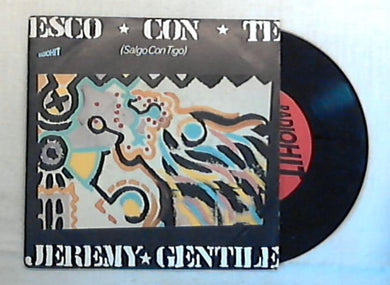 ESCO ★ CON ★ TE
(Salgo Con Tigo)
RADIOHIT
JEREMY ★ GENTILE
RADIOHIT